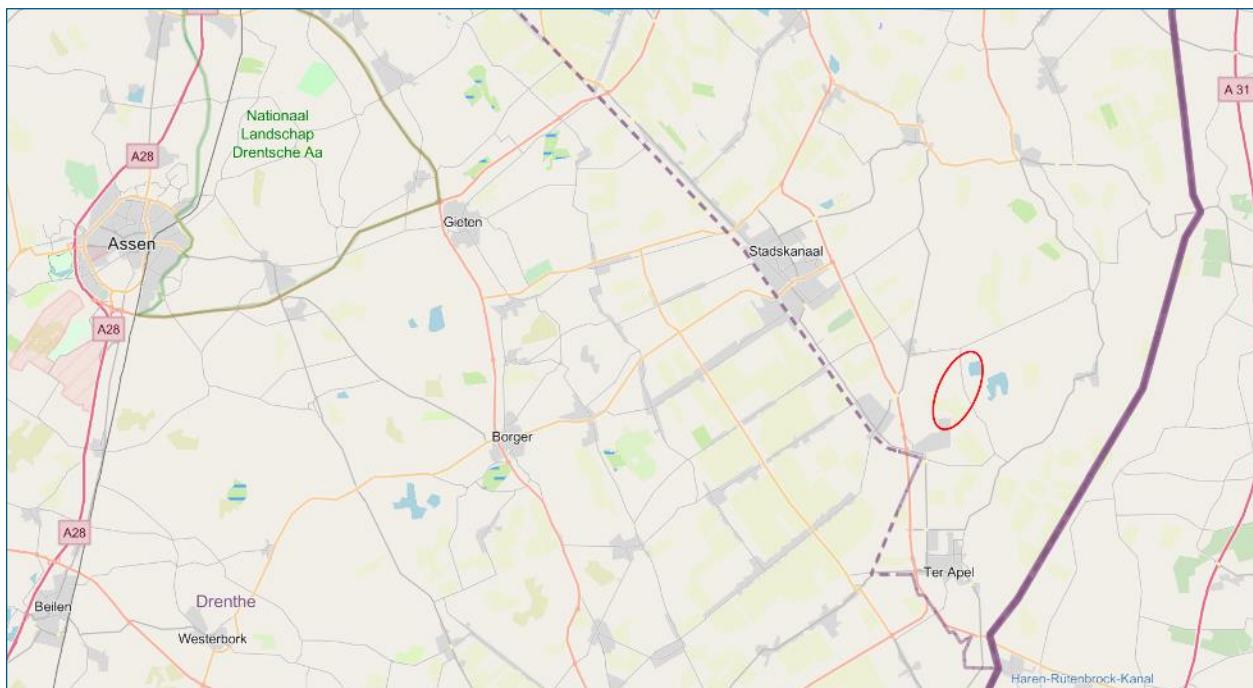 A 31
Nationaal
Landschap
Drentsche Aa
A28
Gieten
Assen
Stadskanaal
A28
Borger
A28
Ter Apel
Drenthe
Beilen
Westerbork
Haren-Rütenbrock-Kanal